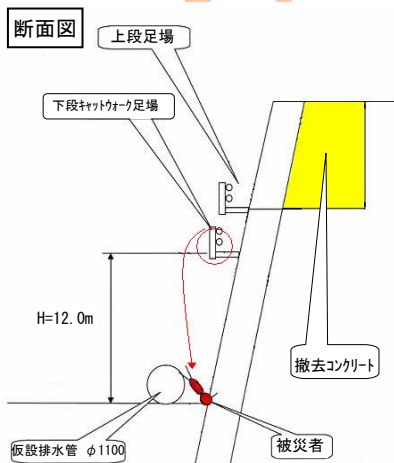 断面図
上段足場
下段ｷｬｯﾄｳｫｰｸ足場
H=12.0m
撤去ｺﾝｸﾘｰﾄ
仮設排水管 φ1100
被災者